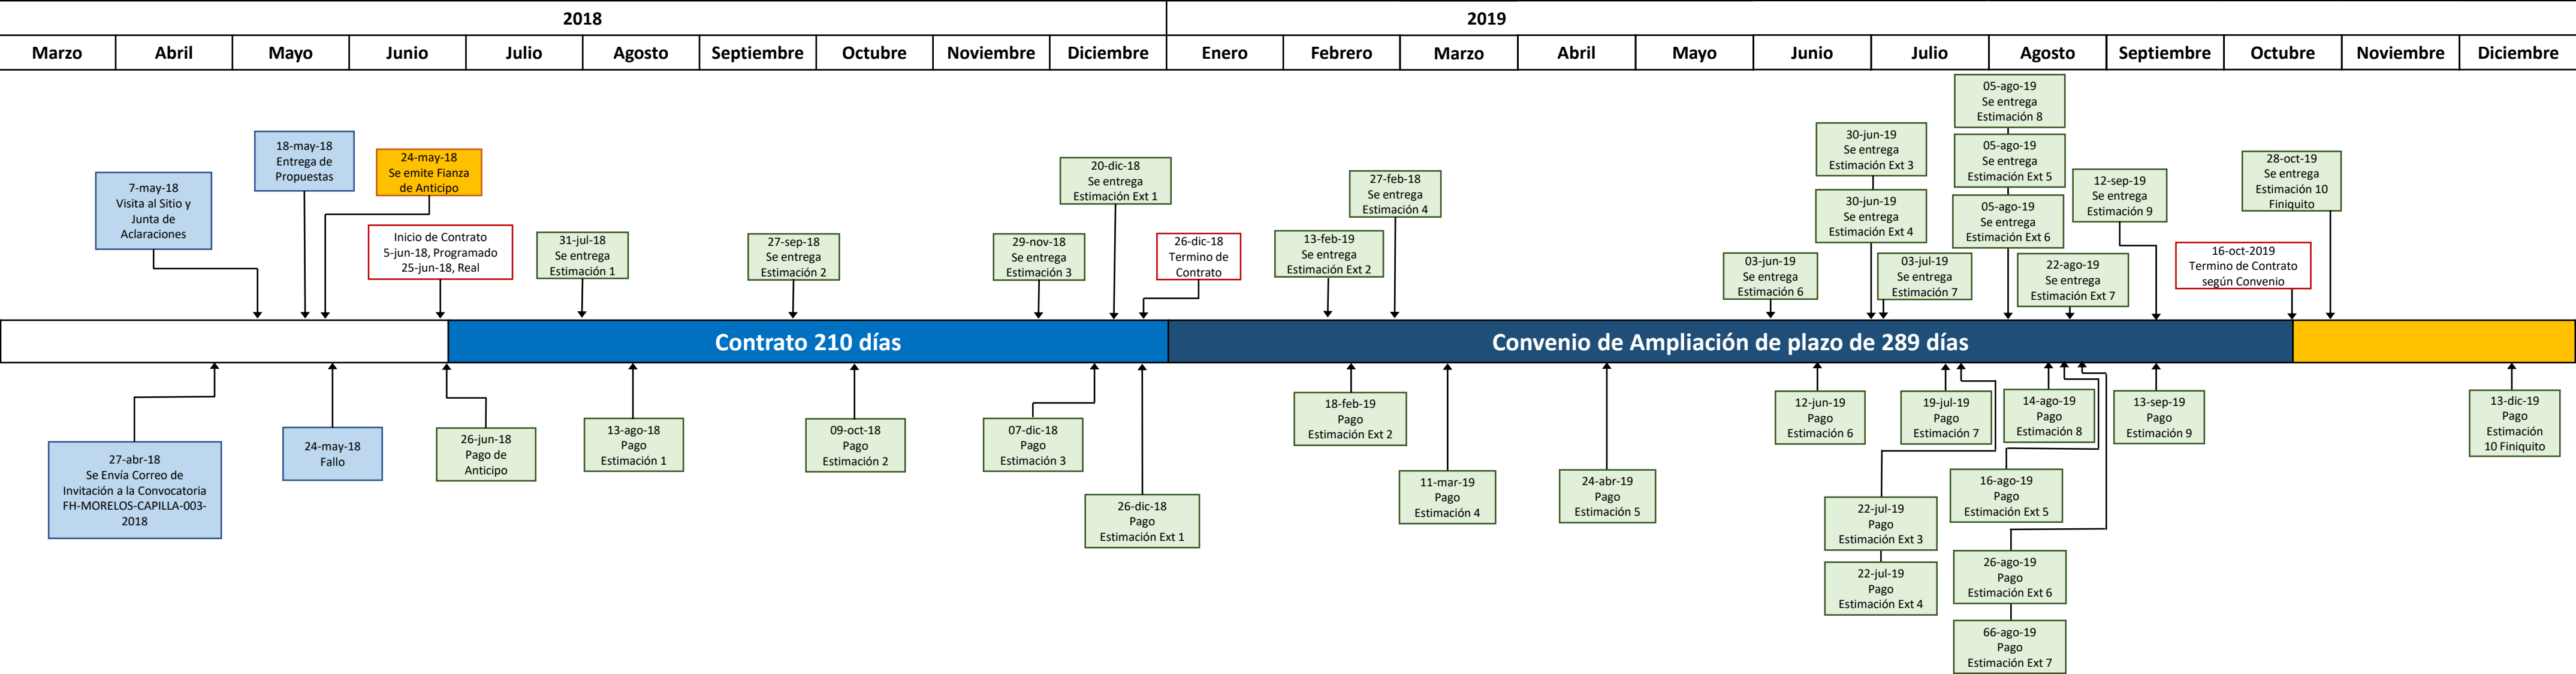 2018
2019
Marzo
Abril
Mayo
Junio
Julio
Agosto
Septiembre
Octubre
Noviembre
Diciembre
Enero
Febrero
Marzo
Abril
Mayo
Junio
Julio
Agosto
Septiembre
Octubre
Noviembre
Diciembre
7-may-18
Visita al Sitio y
Junta de
Aclaraciones
18-may-18
Entrega de
Propuestas
24-may-18
Se emite Fianza
de Anticipo
Inicio de Contrato
5-jun-18, Programado
25-jun-18, Real
31-jul-18
Se entrega
Estimación 1
27-sep-18
Se entrega
Estimación 2
29-nov-18
Se entrega
Estimación 3
20-dic-18
Se entrega
Estimación Ext 1
26-dic-18
Termino de
Contrato
13-feb-19
Se entrega
Estimación Ext 2
27-feb-18
Se entrega
Estimación 4
03-jun-19
Se entrega
Estimación 6
30-jun-19
Se entrega
Estimación Ext 3
30-jun-19
Se entrega
Estimación Ext 4
03-jul-19
Se entrega
Estimación 7
05-ago-19
Se entrega
Estimación 8
05-ago-19
Se entrega
Estimación Ext 5
05-ago-19
Se entrega
Estimación Ext 6
22-ago-19
Se entrega
Estimación Ext 7
12-sep-19
Se entrega
Estimación 9
16-oct-2019
Termino de Contrato
según Convenio
28-oct-19
Se entrega
Estimación 10
Finiquito
Contrato 210 días
Convenio de Ampliación de plazo de 289 días
27-abr-18
Se Envía Correo de
Invitación a la Convocatoria
FH-MORELOS-CAPILLA-003-
2018
24-may-18
Fallo
26-jun-18
Pago de
Anticipo
13-ago-18
Pago
Estimación 1
09-oct-18
Pago
Estimación 2
07-dic-18
Pago
Estimación 3
26-dic-18
Pago
Estimación Ext 1
18-feb-19
Pago
Estimación Ext 2
11-mar-19
Pago
Estimación 4
24-abr-19
Pago
Estimación 5
12-jun-19
Pago
Estimación 6
19-jul-19
Pago
Estimación 7
22-jul-19
Pago
Estimación Ext 3
22-jul-19
Pago
Estimación Ext 4
14-ago-19
Pago
Estimación 8
16-ago-19
Pago
Estimación Ext 5
26-ago-19
Pago
Estimación Ext 6
66-ago-19
Pago
Estimación Ext 7
13-sep-19
Pago
Estimación 9
13-dic-19
Pago
Estimación
10 Finiquito